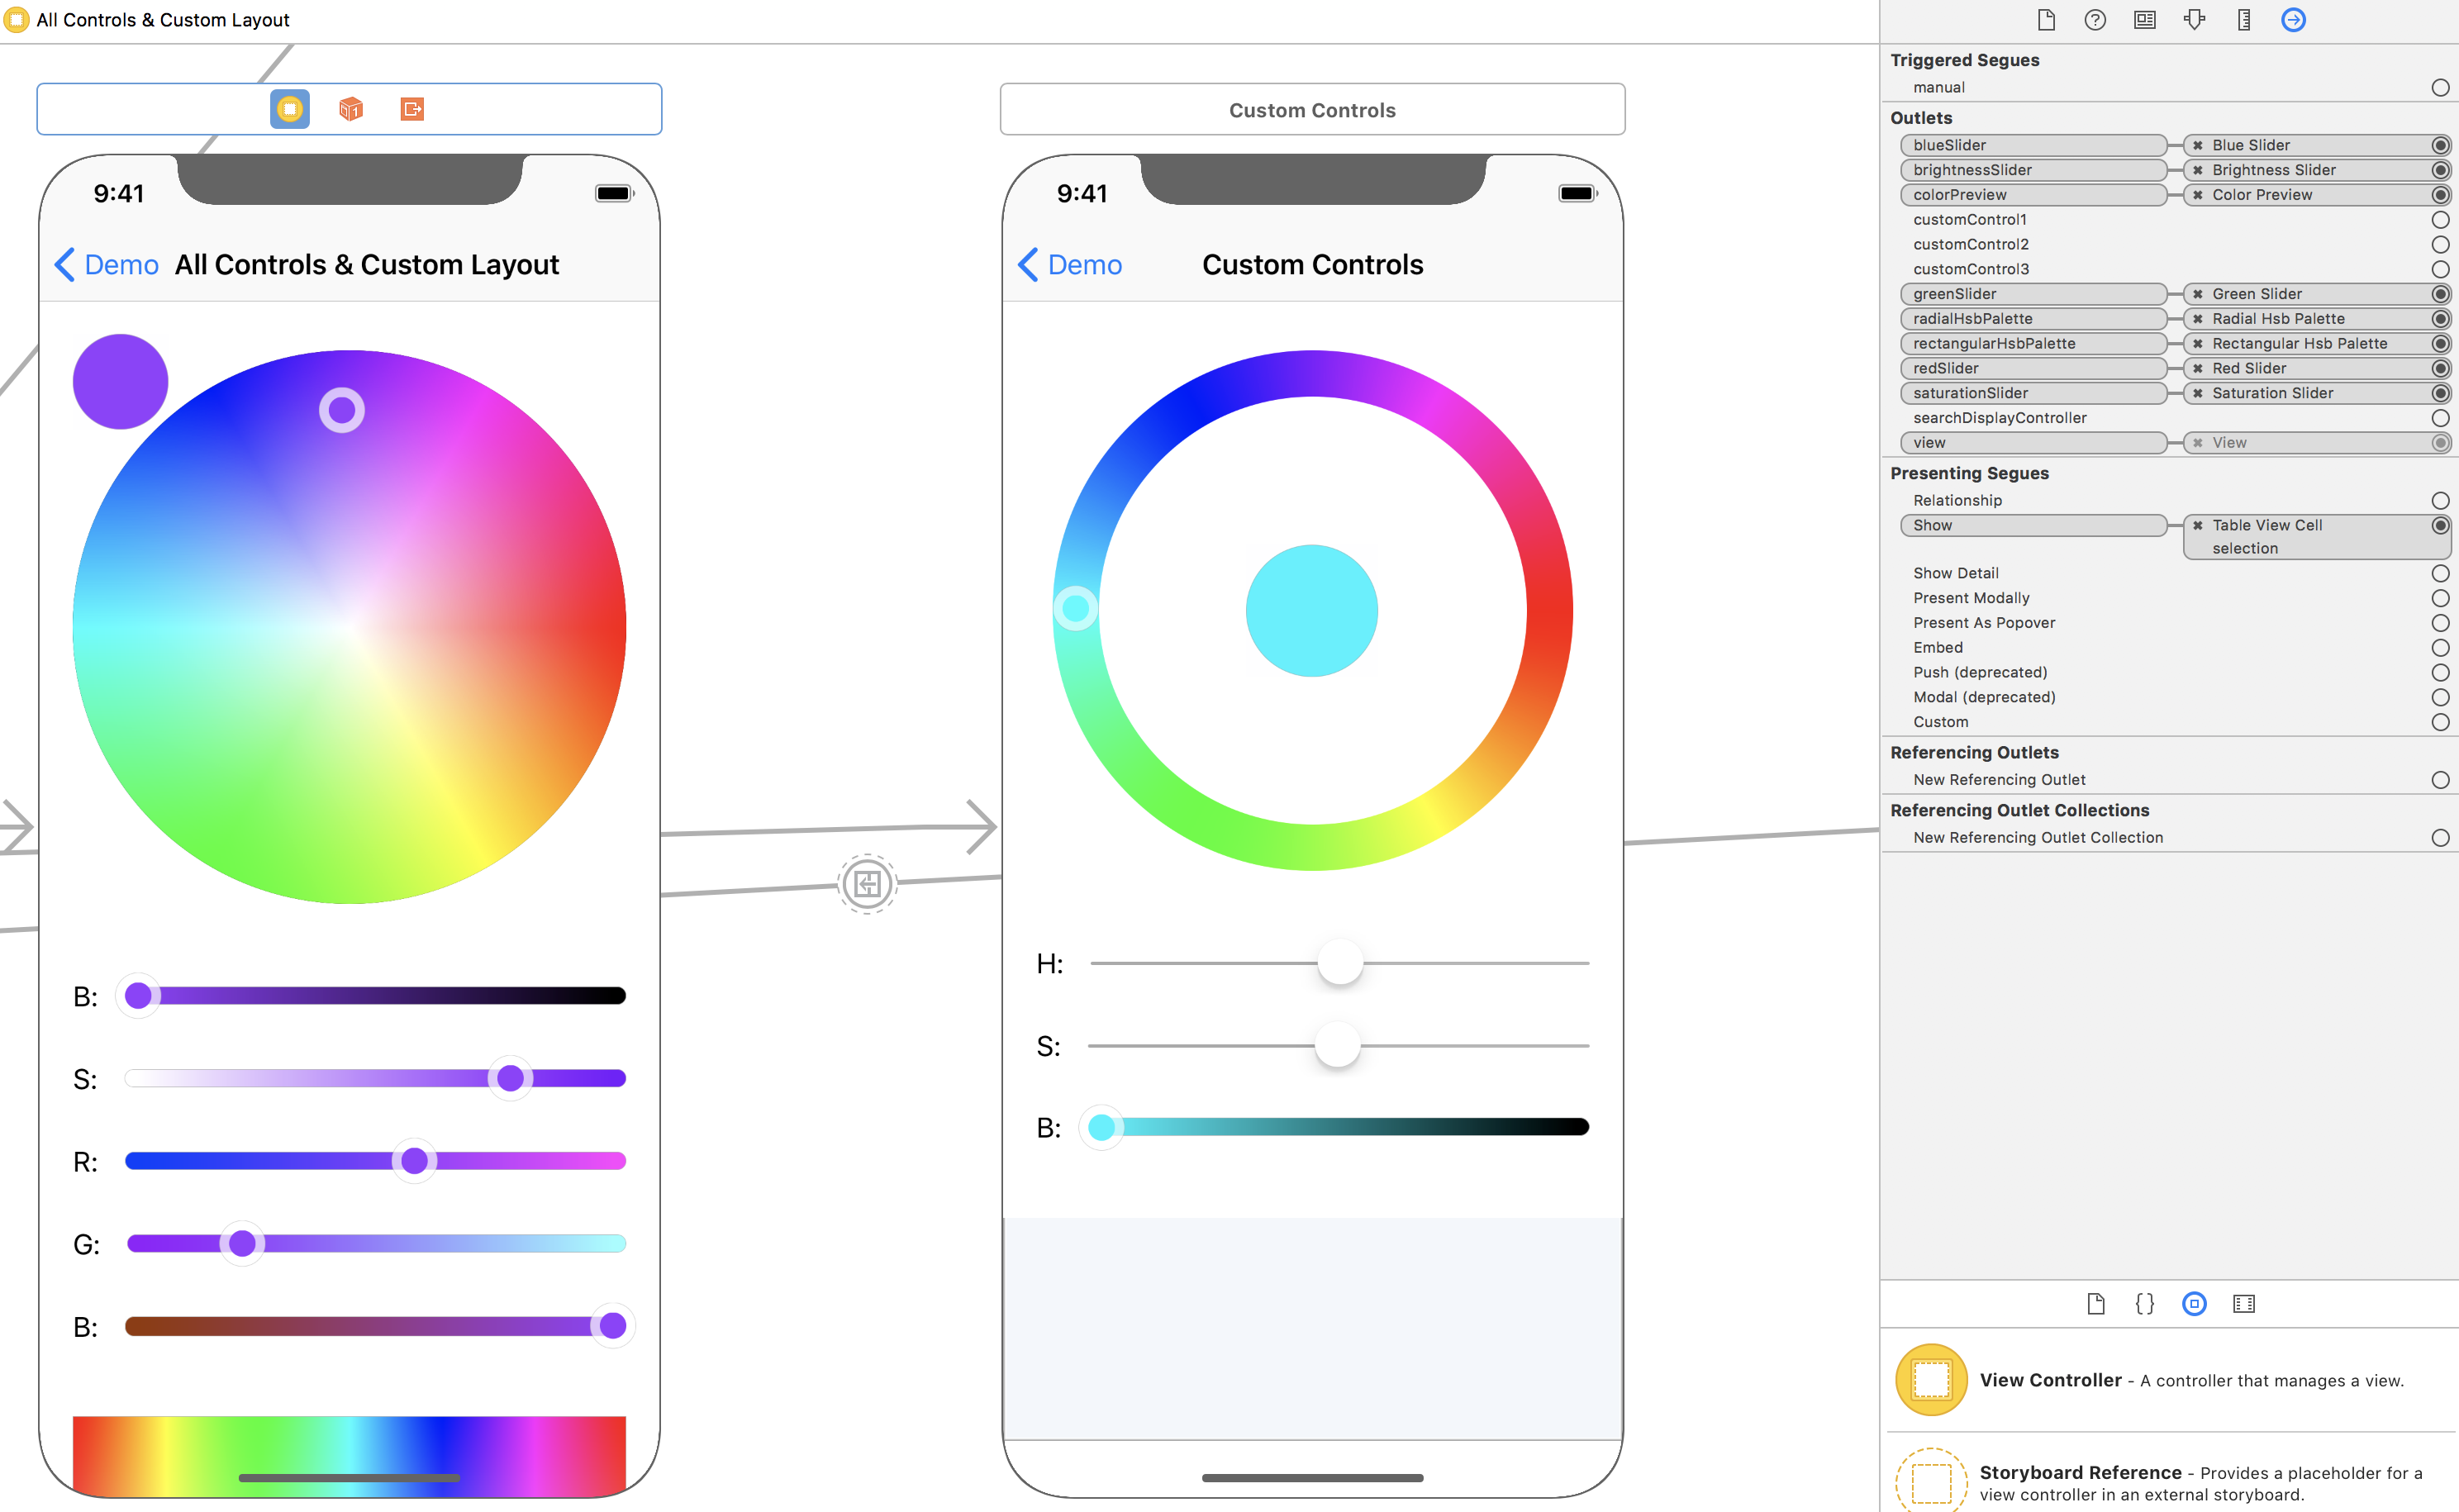 All Controls & Custom Layout
Custom Controls
9:41
Demo
All Controls & Custom Layout
B:
S:
R:
G:
B:
9:41
Demo
Custom Controls
H:
S:
B:
Triggered Segues
manual
Outlets
blueSlider
Blue Slider
brightnessSlider
Brightness Slider
colorPreview
Color Preview
customControl1
customControl2
customControl3
greenSlider
Green Slider
radialHsbPalette
Radial Hsb Palette
rectangularHsbPalette
Rectangular Hsb Palette
redSlider
Red Slider
saturationSlider
Saturation Slider
searchDisplayController
view
View
Presenting Segues
Relationship
Show
Table View Cell
selection
Show Detail
Present Modally
Present As Popover
Embed
Push (deprecated)
Modal (deprecated)
Custom
Referencing Outlets
New Referencing Outlet
Referencing Outlet Collections
New Referencing Outlet Collection
View Controller - A controller that manages a view.
Storyboard Reference - Provides a placeholder for a
view controller in an external storyboard.